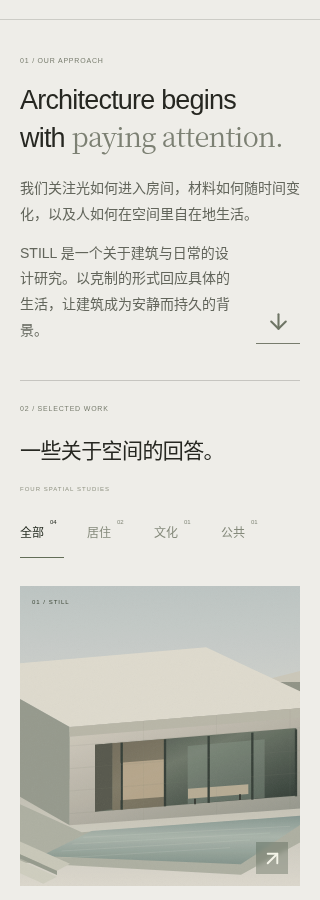 01 / OUR APPROACH
Architecture begins
with paying attention.
我们关注光如何进入房间，材料如何随时间变
化，以及人如何在空间里自在地生活。
STILL 是一个关于建筑与日常的设
计研究。以克制的形式回应具体的
生活，让建筑成为安静而持久的背
景。
02 / SELECTED WORK
一些关于空间的回答。
FOUR SPATIAL STUDIES
全部 04 居住 02 文化 01 公共 01
01 / STILL